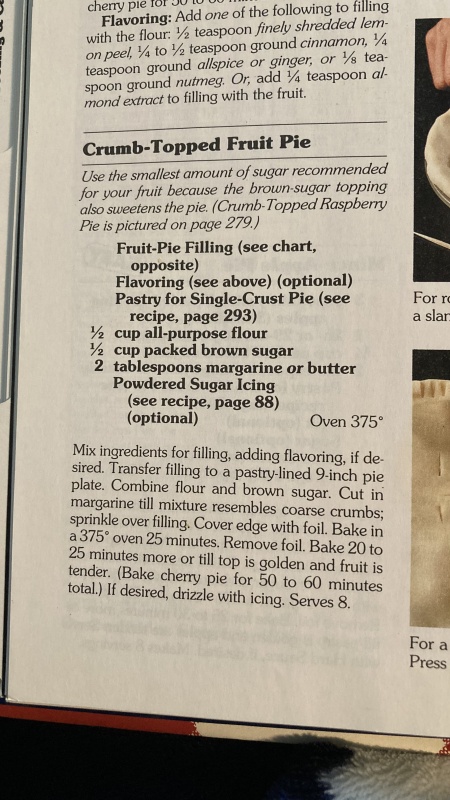 cherry pie for 50 to 60 min
Flavoring: Add one of the following to filling
with the flour: ½ teaspoon finely shredded lem-
on peel, ¼ to ½ teaspoon ground cinnamon, ¼
teaspoon ground allspice or ginger, or ⅛ tea-
spoon ground nutmeg. Or, add ¼ teaspoon al-
mond extract to filling with the fruit.
Crumb-Topped Fruit Pie
Use the smallest amount of sugar recommended
for your fruit because the brown-sugar topping
also sweetens the pie. (Crumb-Topped Raspberry
Pie is pictured on page 279.)
Fruit-Pie Filling (see chart,
opposite)
Flavoring (see above) (optional)
Pastry for Single-Crust Pie (see
recipe, page 293)
½ cup all-purpose flour
½ cup packed brown sugar
2 tablespoons margarine or butter
Powdered Sugar Icing
(see recipe, page 88)
(optional) Oven 375°
Mix ingredients for filling, adding flavoring, if de-
sired. Transfer filling to a pastry-lined 9-inch pie
plate. Combine flour and brown sugar. Cut in
margarine till mixture resembles coarse crumbs;
sprinkle over filling. Cover edge with foil. Bake in
a 375° oven 25 minutes. Remove foil. Bake 20 to
25 minutes more or till top is golden and fruit is
tender. (Bake cherry pie for 50 to 60 minutes
total.) If desired, drizzle with icing. Serves 8.
For ro
a slan
For a
Press